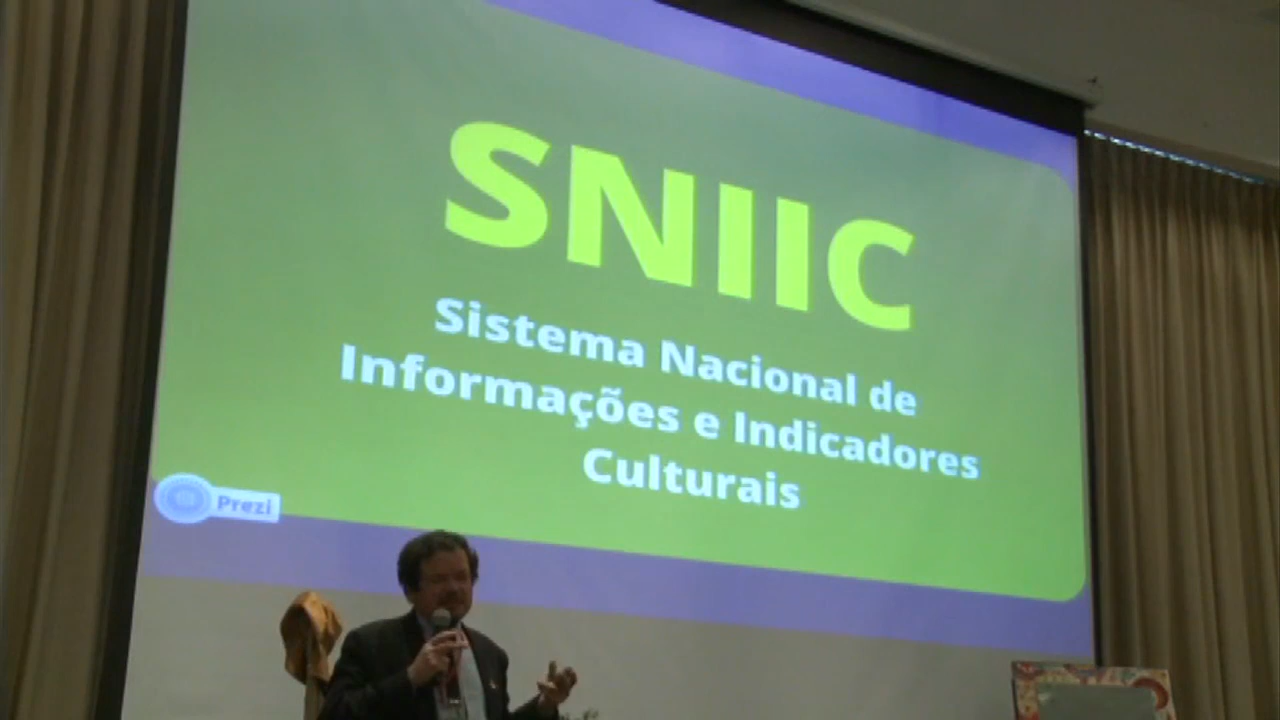 SNIIC
Sistema Nacional de
Informações e Indicadores
Culturais
Prezi